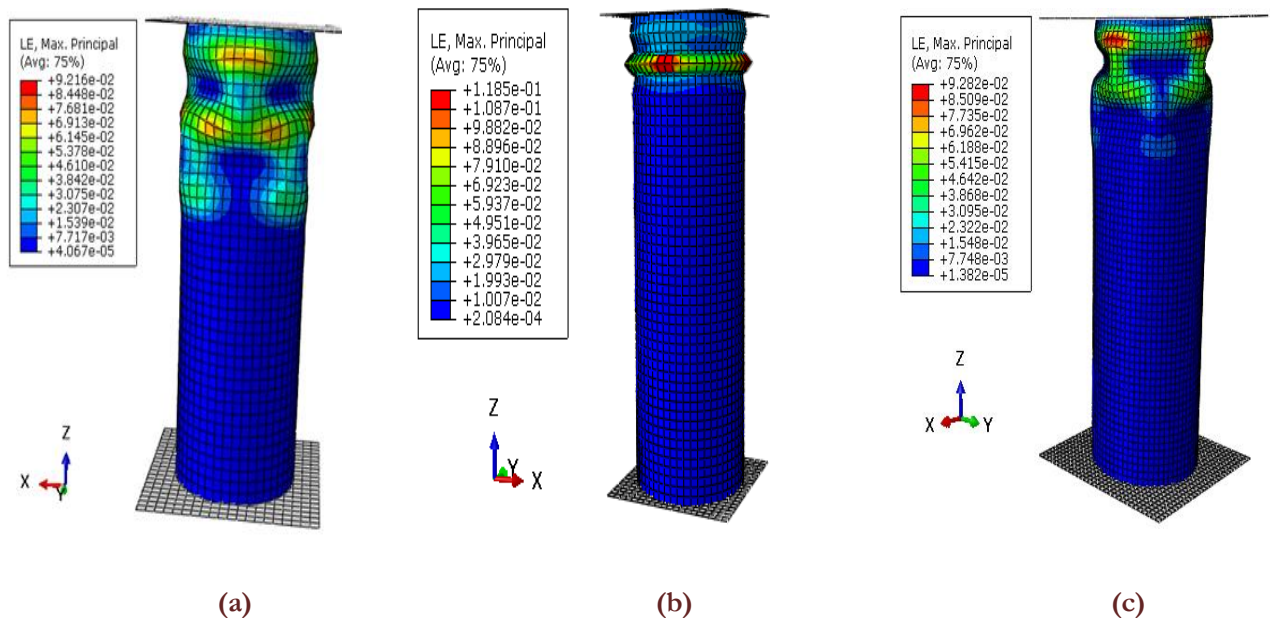 LE, Max. Principal
(Avg: 75%)
+9.216e-02
+8.448e-02
+7.681e-02
+6.913e-02
+6.145e-02
+5.378e-02
+4.610e-02
+3.842e-02
+3.075e-02
+2.307e-02
+1.539e-02
+7.717e-03
+4.067e-05
Z
X
Y
(a)
LE, Max. Principal
(Avg: 75%)
+1.185e-01
+1.087e-01
+9.882e-02
+8.896e-02
+7.910e-02
+6.923e-02
+5.937e-02
+4.951e-02
+3.965e-02
+2.979e-02
+1.993e-02
+1.007e-02
+2.084e-04
Z
Y
X
(b)
LE, Max. Principal
(Avg: 75%)
+9.282e-02
+8.509e-02
+7.735e-02
+6.962e-02
+6.188e-02
+5.415e-02
+4.642e-02
+3.868e-02
+3.095e-02
+2.322e-02
+1.548e-02
+7.748e-03
+1.382e-05
Z
X Y
(c)